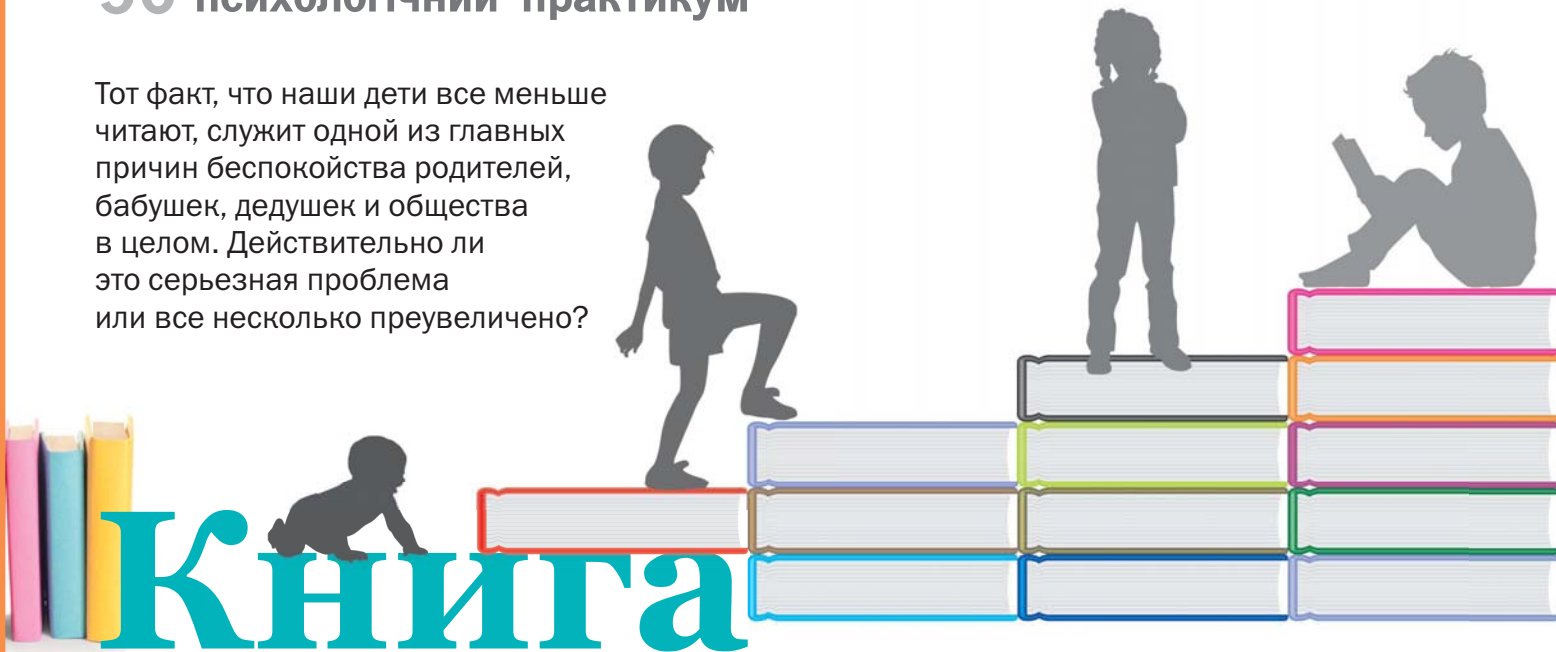 психологічний практикум
Тот факт, что наши дети все меньше
читают, служит одной из главных
причин беспокойства родителей,
бабушек, дедушек и общества
в целом. Действительно ли
это серьезная проблема
или все несколько преувеличено?
Книга